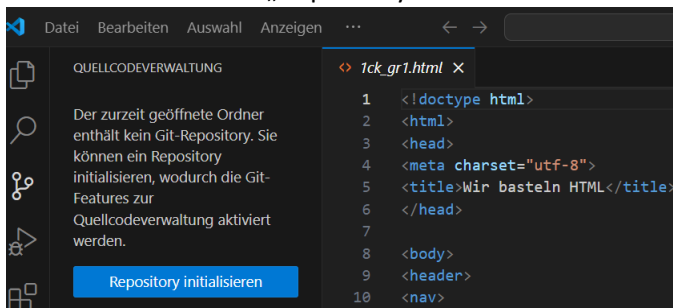 Datei Bearbeiten Auswahl Anzeigen ...
QUELLCODEVERWALTUNG
Der zurzeit geöffnete Ordner
enthält kein Git-Repository. Sie
können ein Repository
initialisieren, wodurch die Git-
Features zur
Quellcodeverwaltung aktiviert
werden.
Repository initialisieren
<> 1ck_gr1.html ×
1 <!doctype html>
2 <html>
3 <head>
4 <meta charset="utf-8">
5 <title>Wir basteln HTML</title>
6 </head>
7
8 <body>
9 <header>
10 <nav>